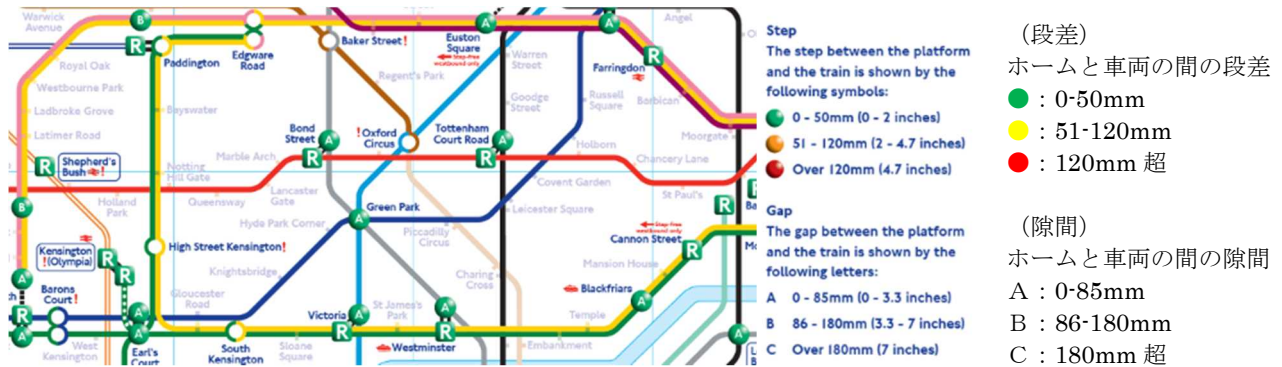 Warwick
Avenue
B
A
A
Angel
R
Paddington
Edgware
Road
Baker Street!
Euston
Square
Step-free
westbound only
Warren
Street
R
Farringdon
Royal Oak
Westbourne Park
Regent's Park
Ladbroke Grove
Bayswater
Goodge
Street
Russell
Square
Barbican
Latimer Road
Bond
Street
A
!Oxford
Circus
Tottenham
Court Road
A
Moorgate
R
Shepherd's
Bush !
Notting
Hill Gate
Marble Arch
R
R
Holborn
Chancery Lane
Holland
Park
Queensway
Lancaster
Gate
Covent Garden
St Paul's
B
Hyde Park Corner
Green Park
A
Piccadilly
Circus
Leicester Square
Step-free
westbound only
R
Kensington
!(Olympia)
R
R
High Street Kensington!
Cannon Street
R
Knightsbridge
Mansion House
A
Barons
Court!
Gloucester
Road
Charing
Cross
Blackfriars
A
R
A
A
A
R
Victoria
A
R
St James's
Park
A
R
Westminster
Temple
Embankment
A
West
Kensington
Earl's
Court
South
Kensington
Sloane
Square
Step
The step between the platform
and the train is shown by the
following symbols:
0 - 50mm (0 - 2 inches)
51 - 120mm (2 - 4.7 inches)
Over 120mm (4.7 inches)
Gap
The gap between the platform
and the train is shown by the
following letters:
A 0 - 85mm (0 - 3.3 inches)
B 86 - 180mm (3.3 - 7 inches)
C Over 180mm (7 inches)
（段差）
ホームと車両の間の段差
●：0-50mm
●：51-120mm
●：120mm 超
（隙間）
ホームと車両の間の隙間
A：0-85mm
B：86-180mm
C：180mm 超